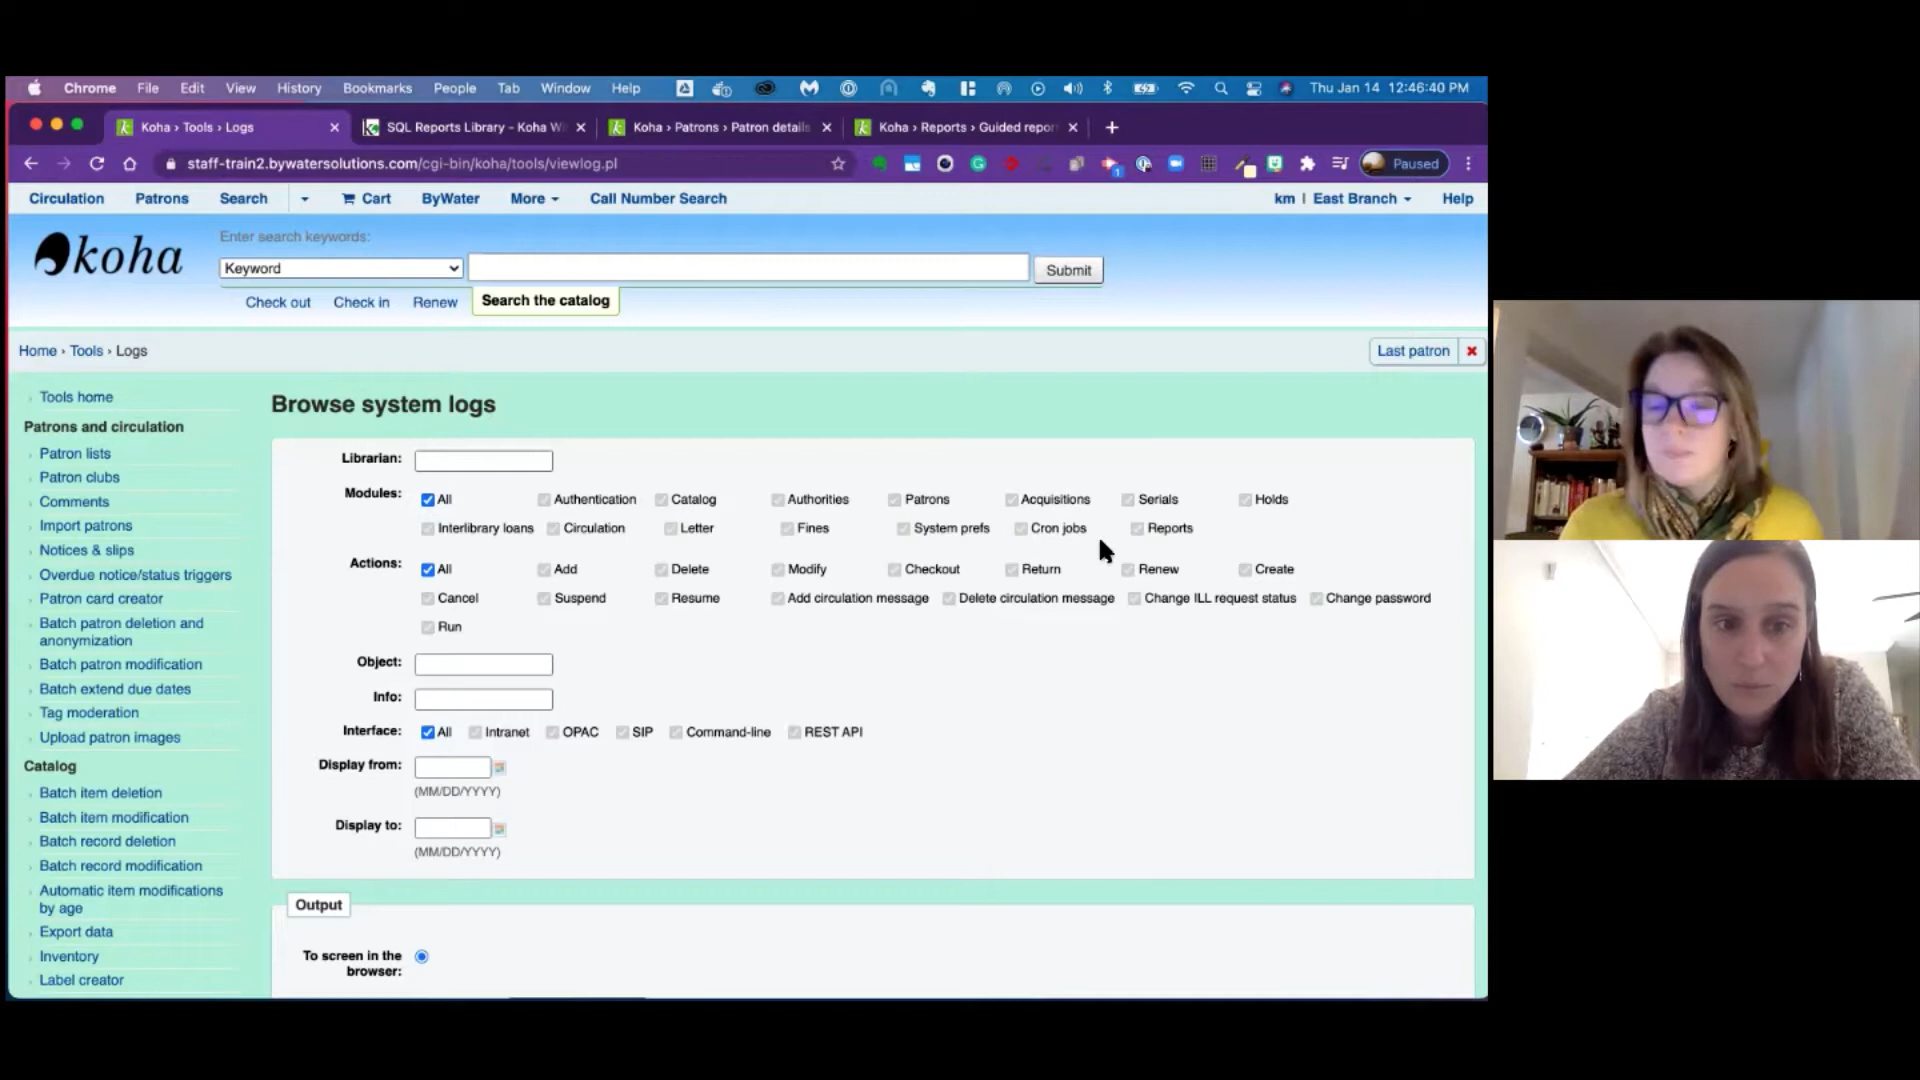 Chrome File Edit View History Bookmarks People Tab Window Help Thu Jan 14 12:46:40 PM
Koha › Tools › Logs SQL Reports Library - Koha W Koha › Patrons › Patron details Koha › Reports › Guided repor
staff-train2.bywatersolutions.com/cgi-bin/koha/tools/viewlog.pl Paused
Circulation Patrons Search Cart ByWater More Call Number Search km | East Branch Help
koha
Enter search keywords:
Keyword Submit
Check out Check in Renew Search the catalog
Home › Tools › Logs Last patron
Tools home
Patrons and circulation
Patron lists
Patron clubs
Comments
Import patrons
Notices & slips
Overdue notice/status triggers
Patron card creator
Batch patron deletion and
anonymization
Batch patron modification
Batch extend due dates
Tag moderation
Upload patron images
Catalog
Batch item deletion
Batch item modification
Batch record deletion
Batch record modification
Automatic item modifications
by age
Export data
Inventory
Label creator
Browse system logs
Librarian:
Modules: All Authentication Catalog Authorities Patrons Acquisitions Serials Holds
Interlibrary loans Circulation Letter Fines System prefs Cron jobs Reports
Actions: All Add Delete Modify Checkout Return Renew Create
Cancel Suspend Resume Add circulation message Delete circulation message Change ILL request status Change password
Run
Object:
Info:
Interface: All Intranet OPAC SIP Command-line REST API
Display from:
(MM/DD/YYYY)
Display to:
(MM/DD/YYYY)
Output
To screen in the
browser: